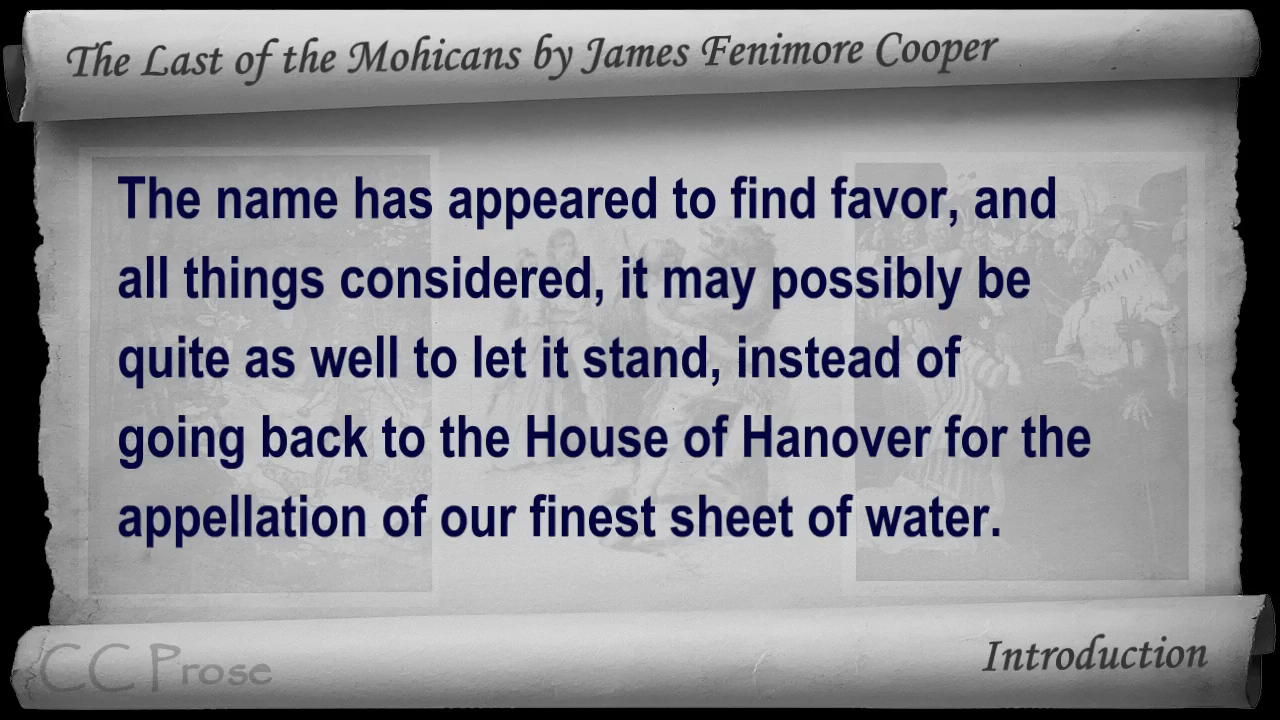 The Last of the Mohicans by James Fenimore Cooper
The name has appeared to find favor, and
all things considered, it may possibly be
quite as well to let it stand, instead of
going back to the House of Hanover for the
appellation of our finest sheet of water.
CC Prose
Introduction